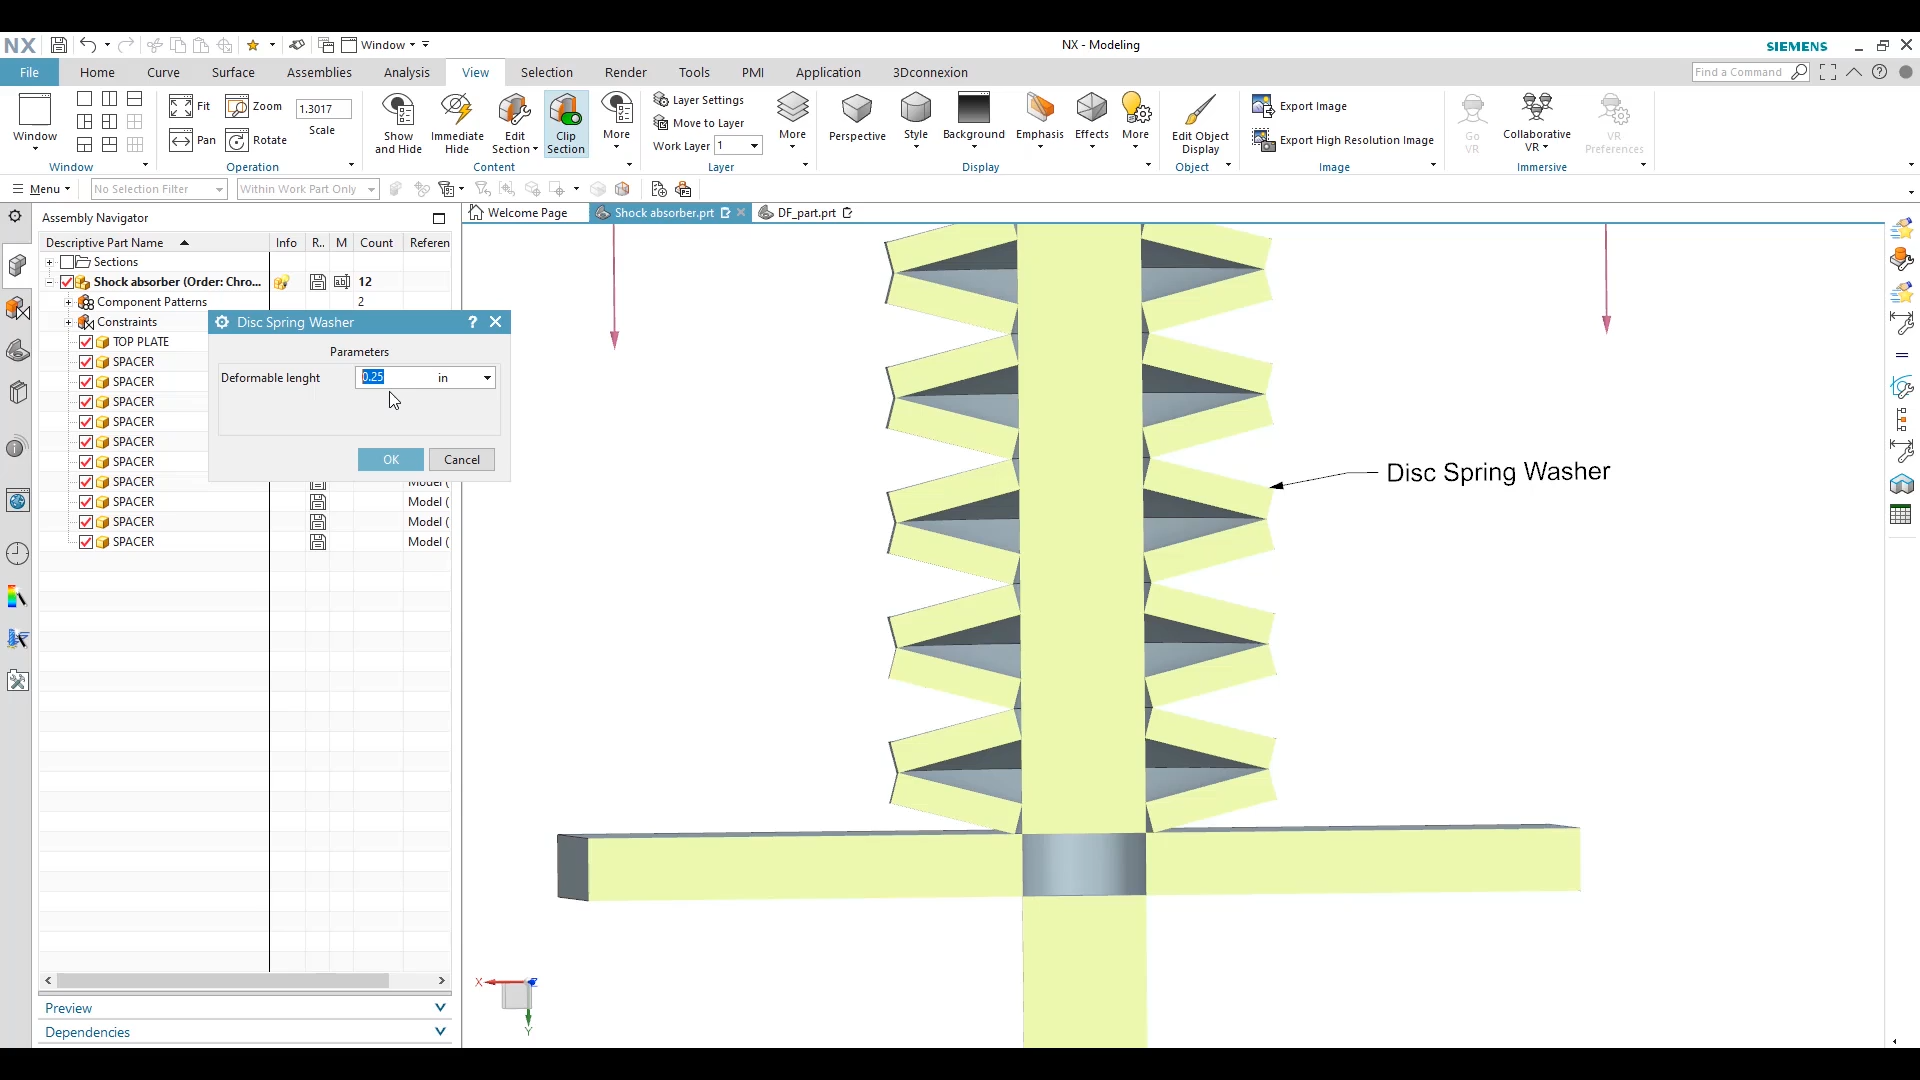 NX
Window
NX - Modeling
SIEMENS
File
Home
Curve
Surface
Assemblies
Analysis
View
Selection
Render
Tools
PMI
Application
3Dconnexion
Find a Command
Window
Fit
Zoom
1.3017
Pan
Rotate
Scale
Show and Hide
Immediate Hide
Edit Section
Clip Section
More
Layer Settings
Move to Layer
Work Layer 1
More
Perspective
Style
Background
Emphasis
Effects
More
Edit Object Display
Export Image
Export High Resolution Image
Go VR
Collaborative VR
VR Preferences
Window
Operation
Content
Layer
Display
Object
Image
Immersive
Menu
No Selection Filter
Within Work Part Only
Assembly Navigator
Welcome Page
Shock absorber.prt
DF_part.prt
Descriptive Part Name
Info
R..
M
Count
Referen
Sections
Shock absorber (Order: Chro...
12
Component Patterns
2
Constraints
TOP PLATE
SPACER
SPACER
SPACER
SPACER
SPACER
SPACER
SPACER
Model (
SPACER
Model (
SPACER
Model (
SPACER
Model (
Disc Spring Washer
?
Parameters
Deformable lenght
0.25
in
OK
Cancel
Disc Spring Washer
X
Y
Preview
Dependencies